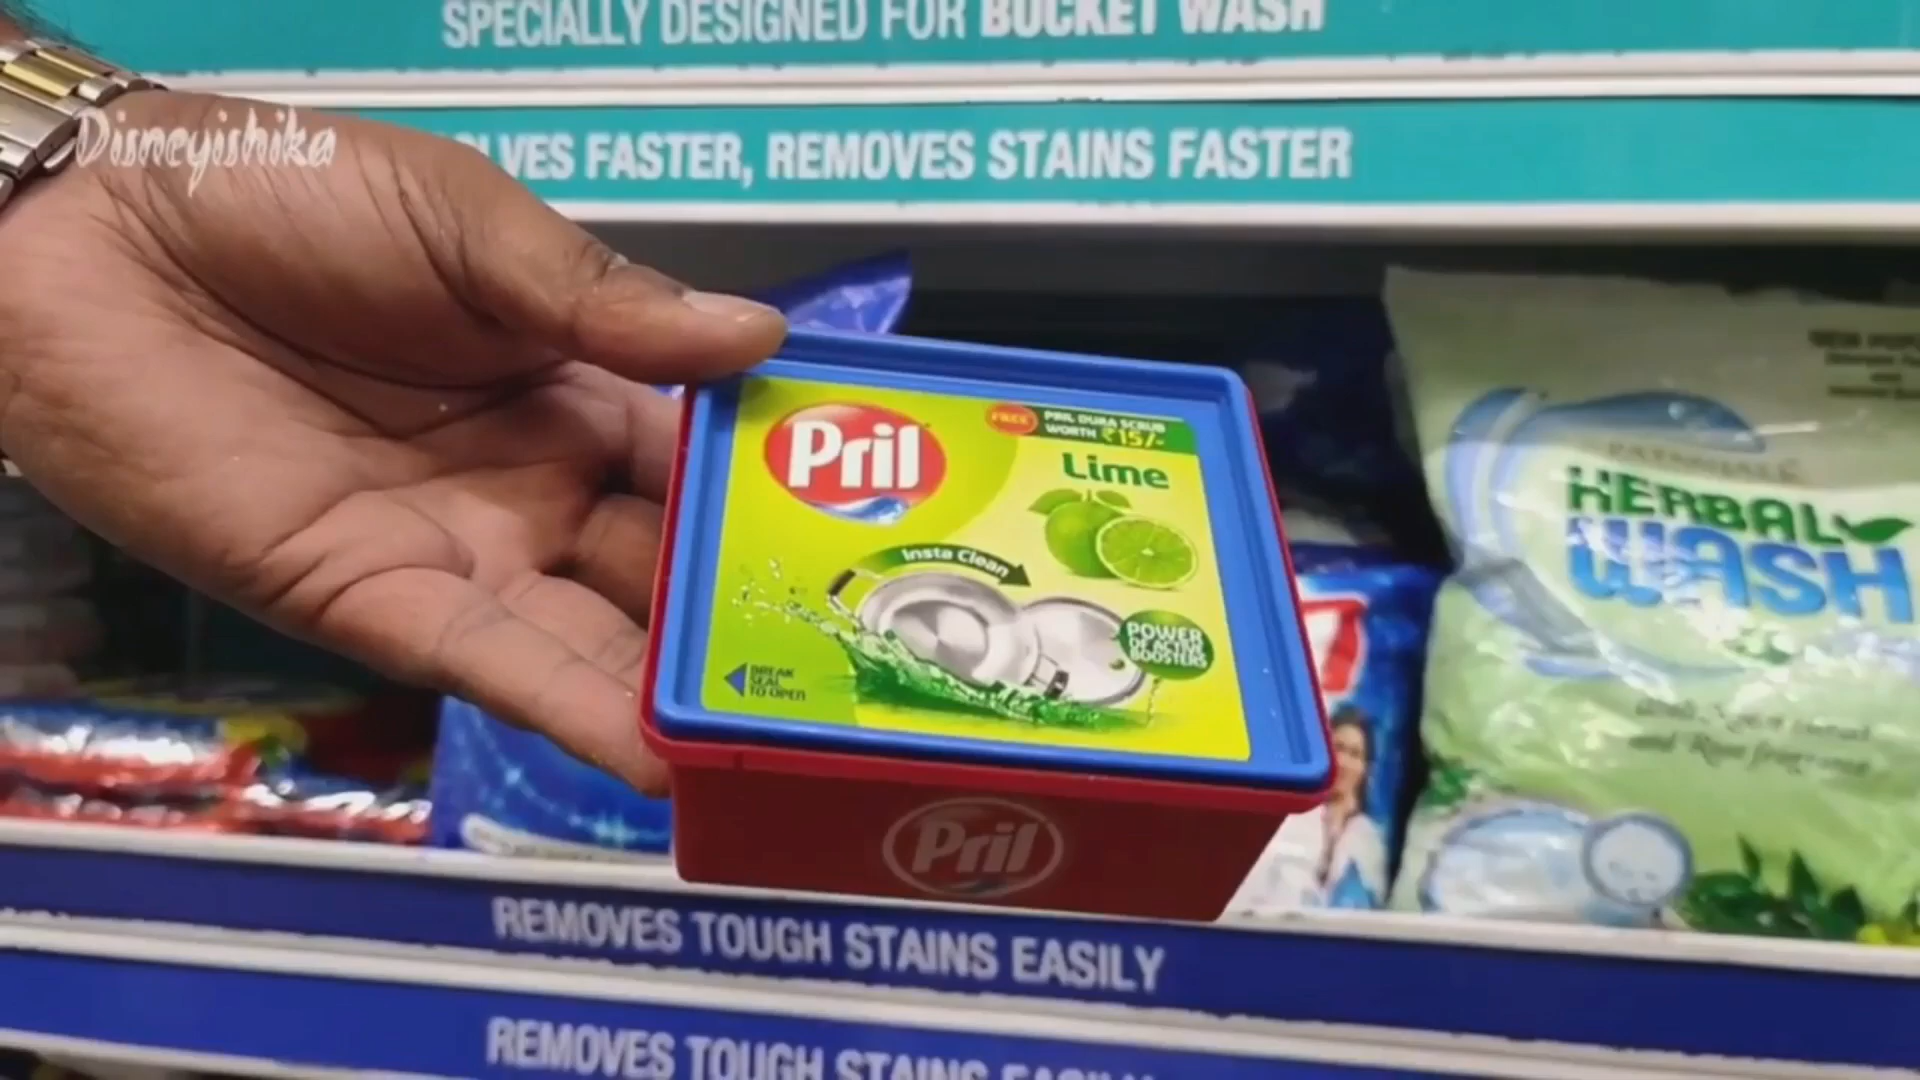 SPECIALLY DESIGNED FOR BUCKET WASH
Disneyishika
LVES FASTER, REMOVES STAINS FASTER
Pril
FREE
PRIL DURA SCRUB
WORTH ₹15/-
Lime
Insta Clean
POWER
OF ACTIVE
BOOSTERS
BREAK
SEAL
TO OPEN
Pril
HERBAL
WASH
REMOVES TOUGH STAINS EASILY
REMOVES TOUGH STAINS EASILY